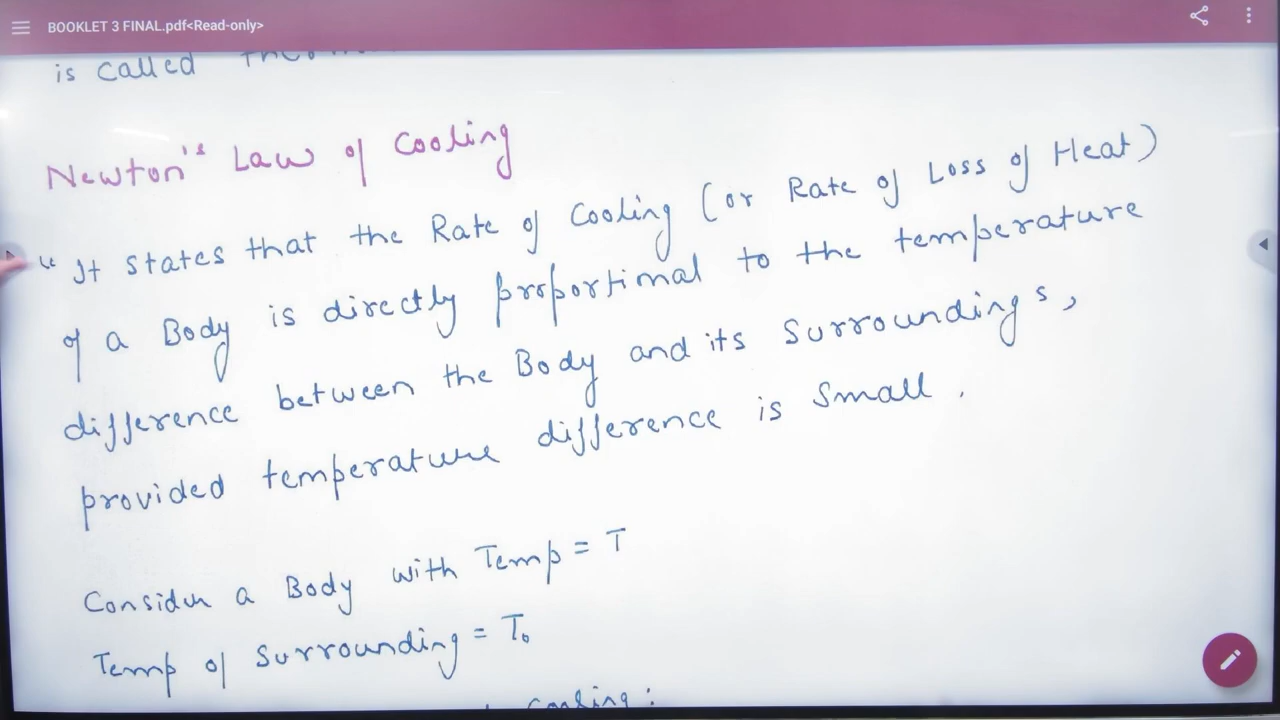 BOOKLET 3 FINAL.pdf<Read-only>
is called
Newton's Law of Cooling
"It states that the Rate of Cooling (or Rate of Loss of Heat)
of a Body is directly proportional to the temperature
difference between the Body and its surroundings,
provided temperature difference is small.
Consider a Body with Temp = T
Temp of surrounding = T₀
cooling: